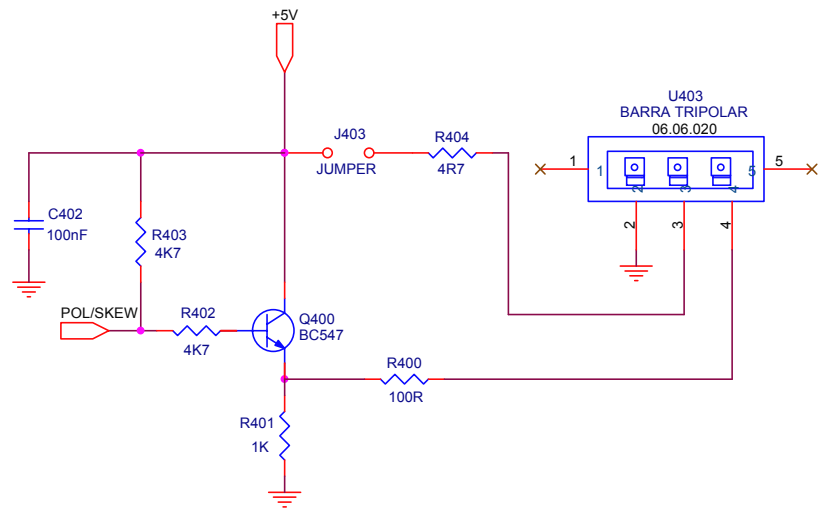 +5V
U403
BARRA TRIPOLAR
06.06.020
J403
JUMPER
R404
4R7
1
1
5
5
2
3
4
2
3
4
C402
100nF
R403
4K7
POL/SKEW
R402
4K7
Q400
BC547
R400
100R
R401
1K